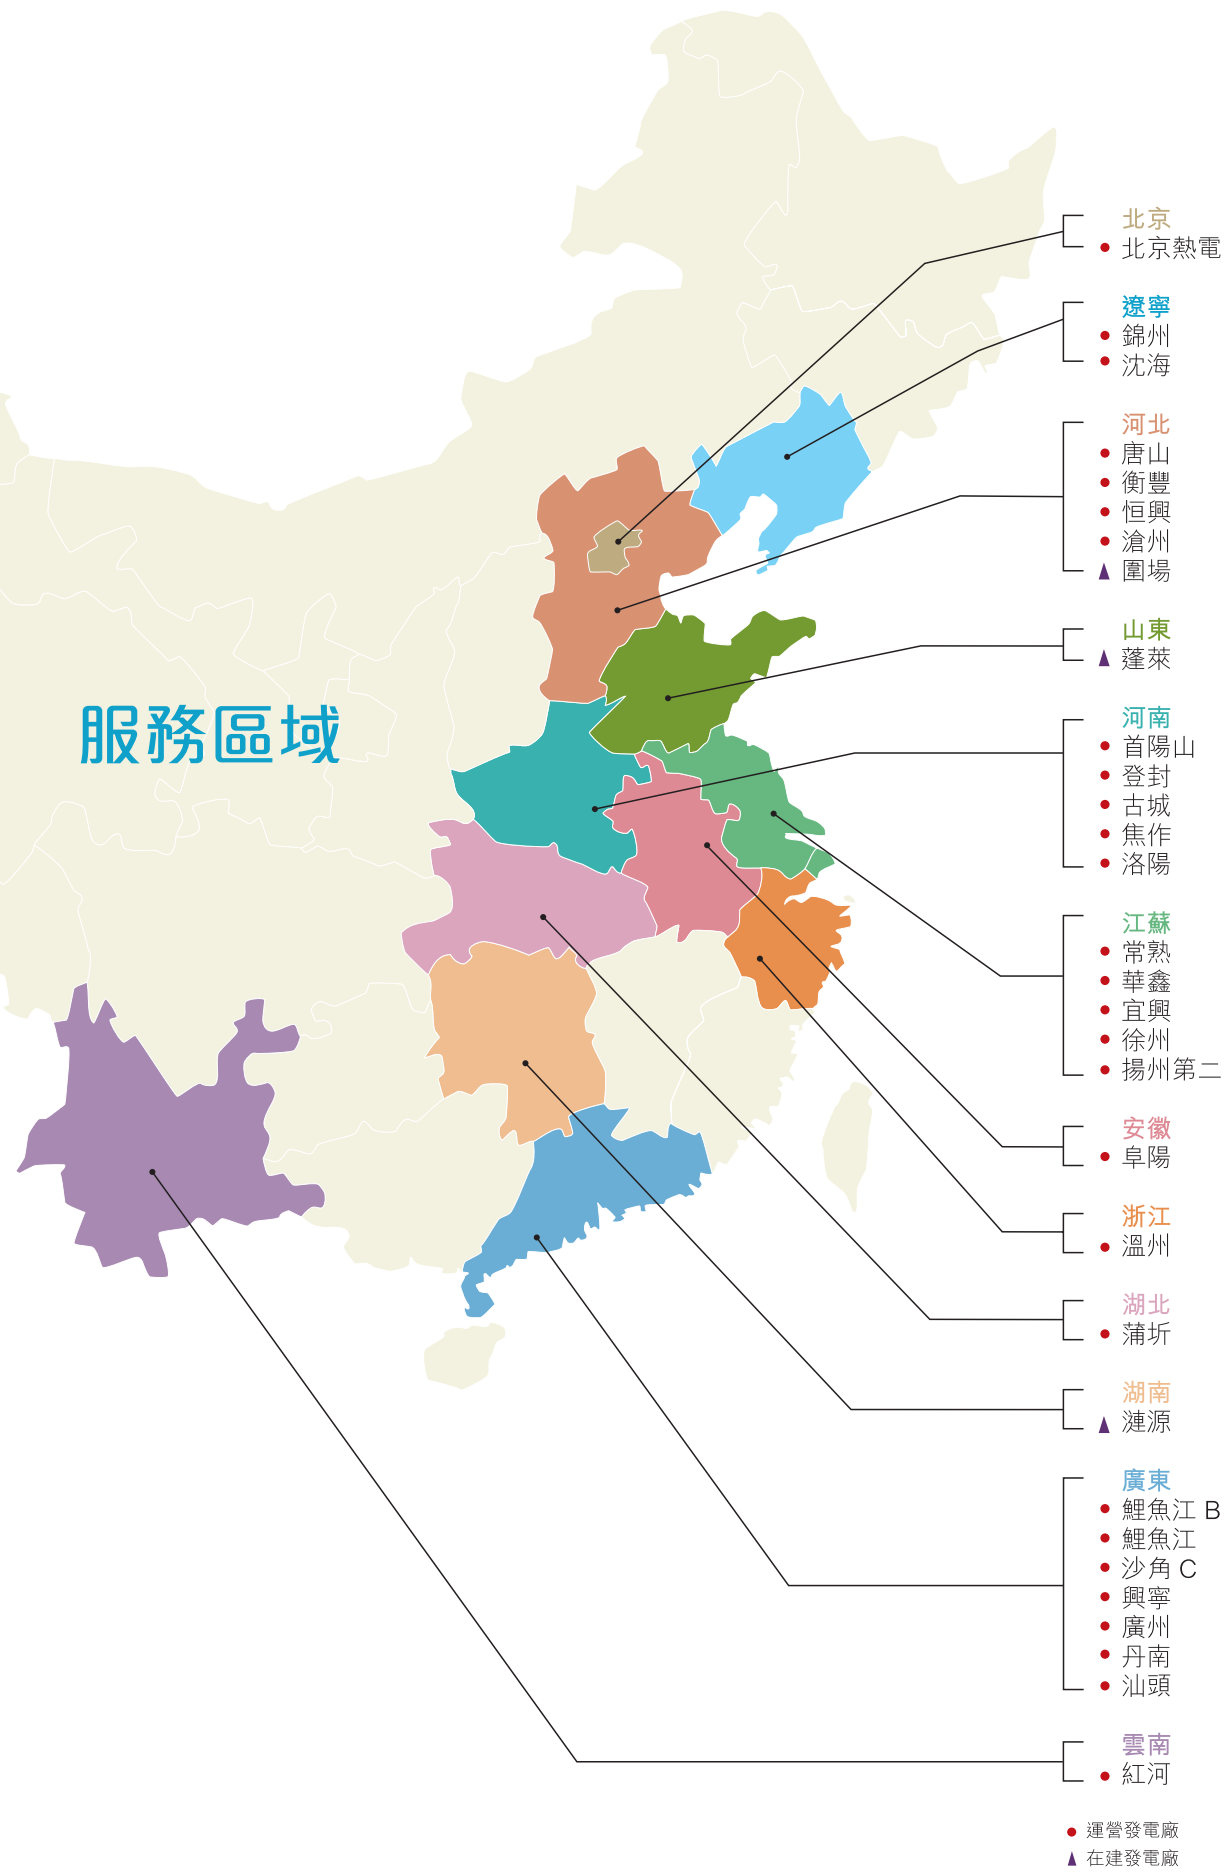 服務區域
北京
北京熱電
遼寧
錦州
沈海
河北
唐山
衡豐
恒興
滄州
圍場
山東
蓬萊
河南
首陽山
登封
古城
焦作
洛陽
江蘇
常熟
華鑫
宜興
徐州
揚州第二
安徽
阜陽
浙江
溫州
湖北
蒲圻
湖南
漣源
廣東
鯉魚江 B
鯉魚江
沙角 C
興寧
廣州
丹南
汕頭
雲南
紅河
運營發電廠
在建發電廠